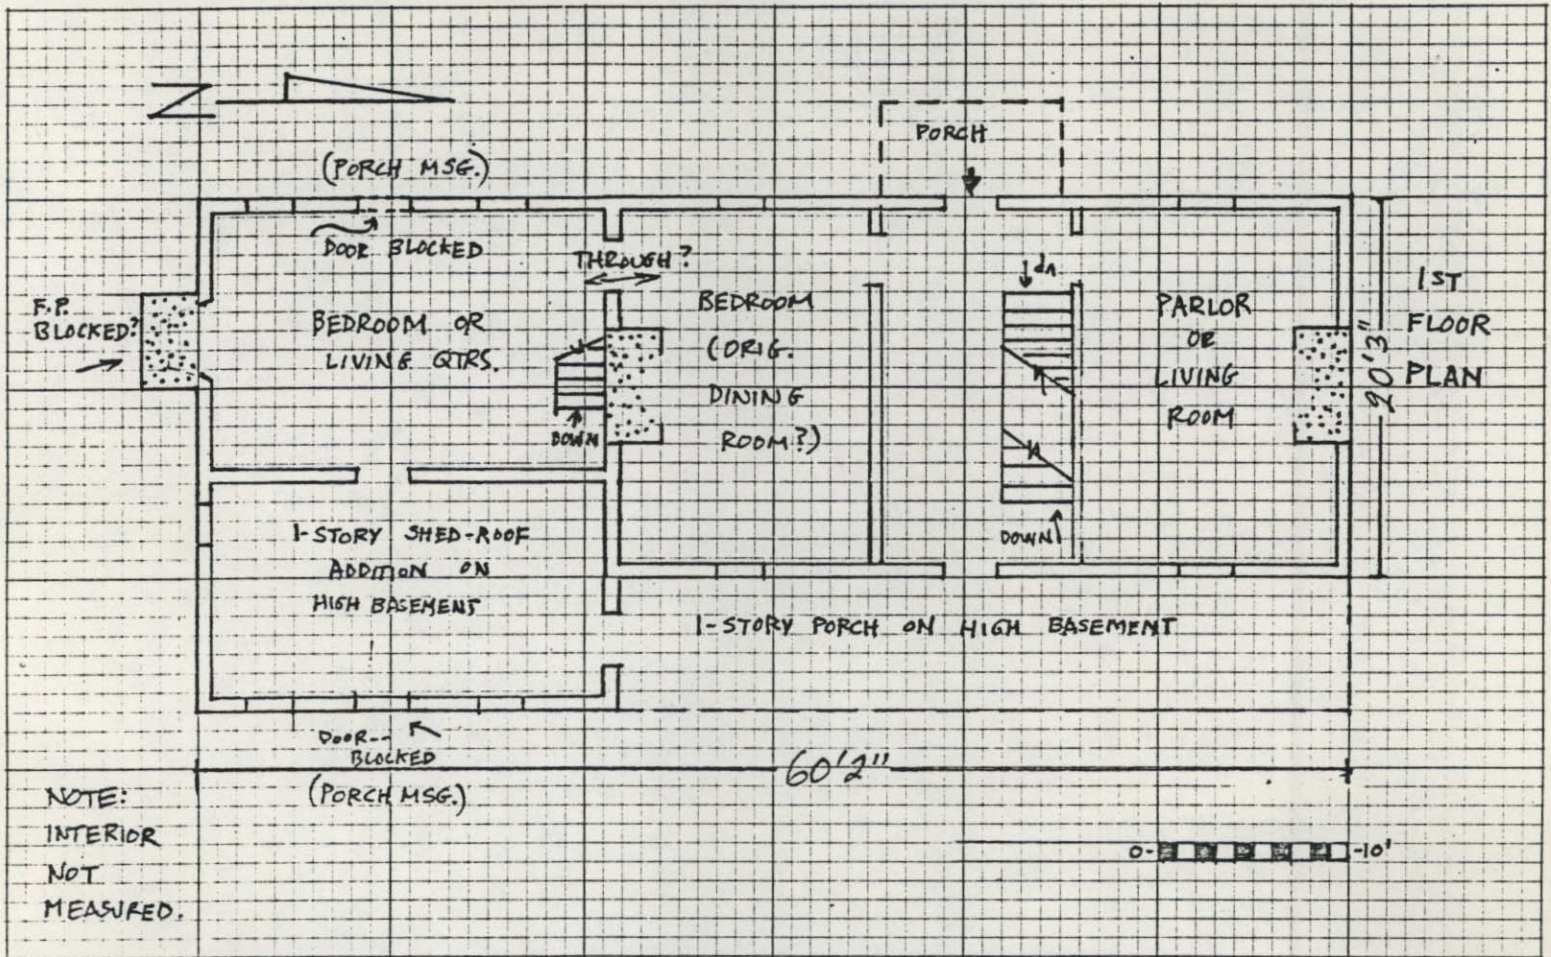 N
PORCH
(PORCH MSG.)
DOOR BLOCKED
THROUGH?
F.P.
BLOCKED?
BEDROOM OR
LIVING QTRS.
DOWN
BEDROOM
(ORIG.
DINING
ROOM?)
dn
DOWN
PARLOR
OR
LIVING
ROOM
20'3"
1ST
FLOOR
PLAN
1-STORY SHED-ROOF
ADDITION ON
HIGH BASEMENT
1-STORY PORCH ON HIGH BASEMENT
DOOR--
BLOCKED
(PORCH MSG.)
60'2"
0-
-10'
NOTE:
INTERIOR
NOT
MEASURED.